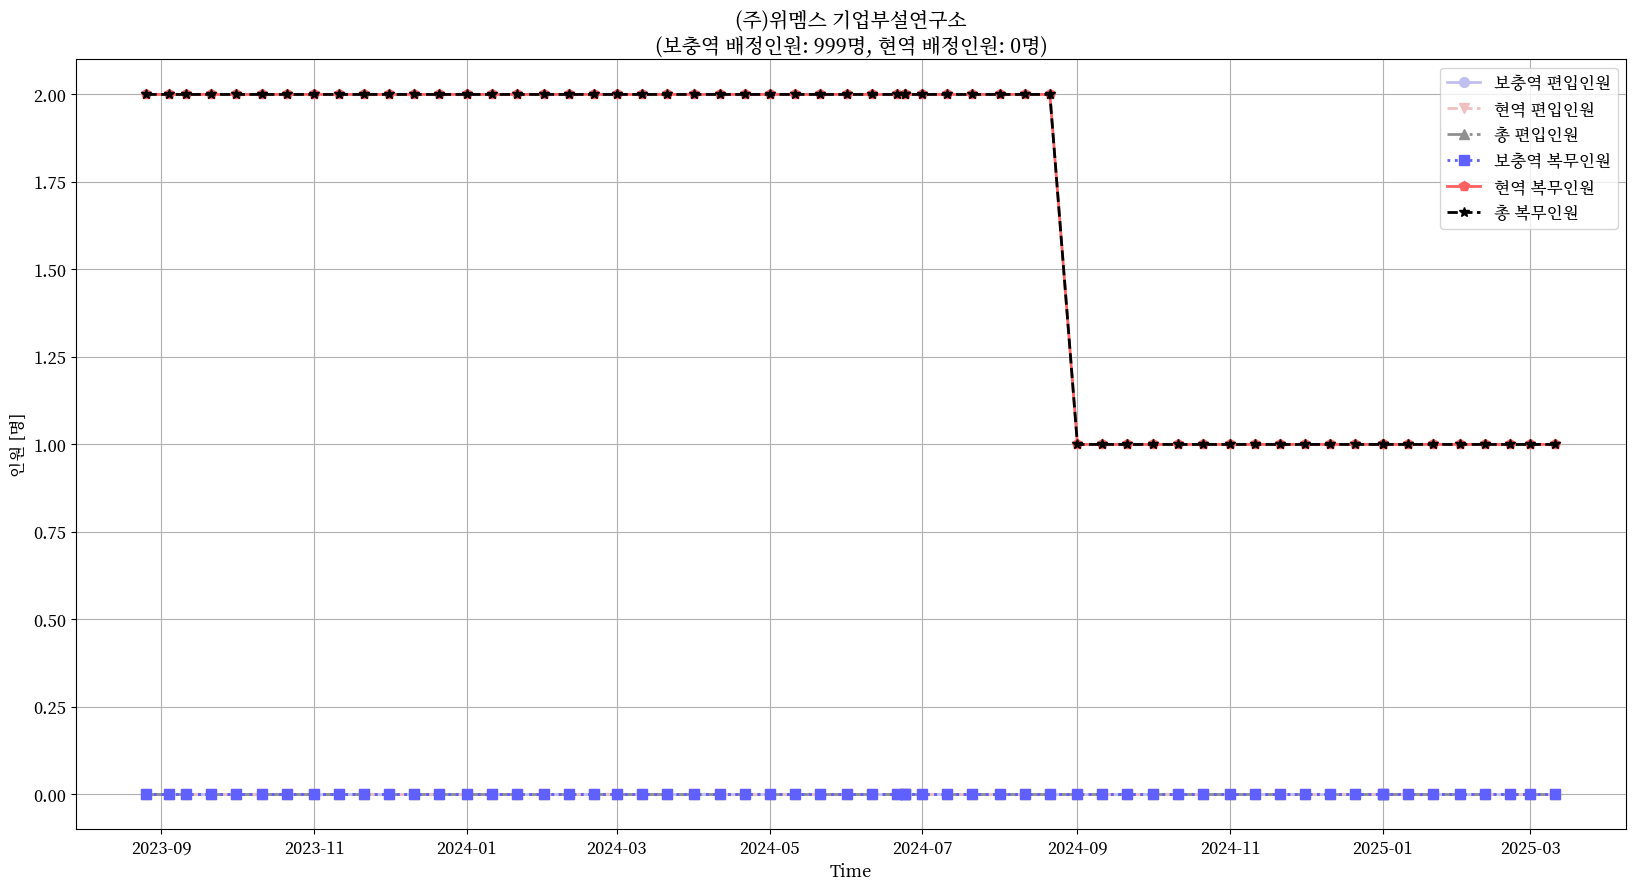 (주)위멤스 기업부설연구소
(보충역 배정인원: 999명, 현역 배정인원: 0명)
보충역 편입인원
현역 편입인원
총 편입인원
보충역 복무인원
현역 복무인원
총 복무인원
인원 [명]
2.00
1.75
1.50
1.25
1.00
0.75
0.50
0.25
0.00
2023-09
2023-11
2024-01
2024-03
2024-05
2024-07
2024-09
2024-11
2025-01
2025-03
Time